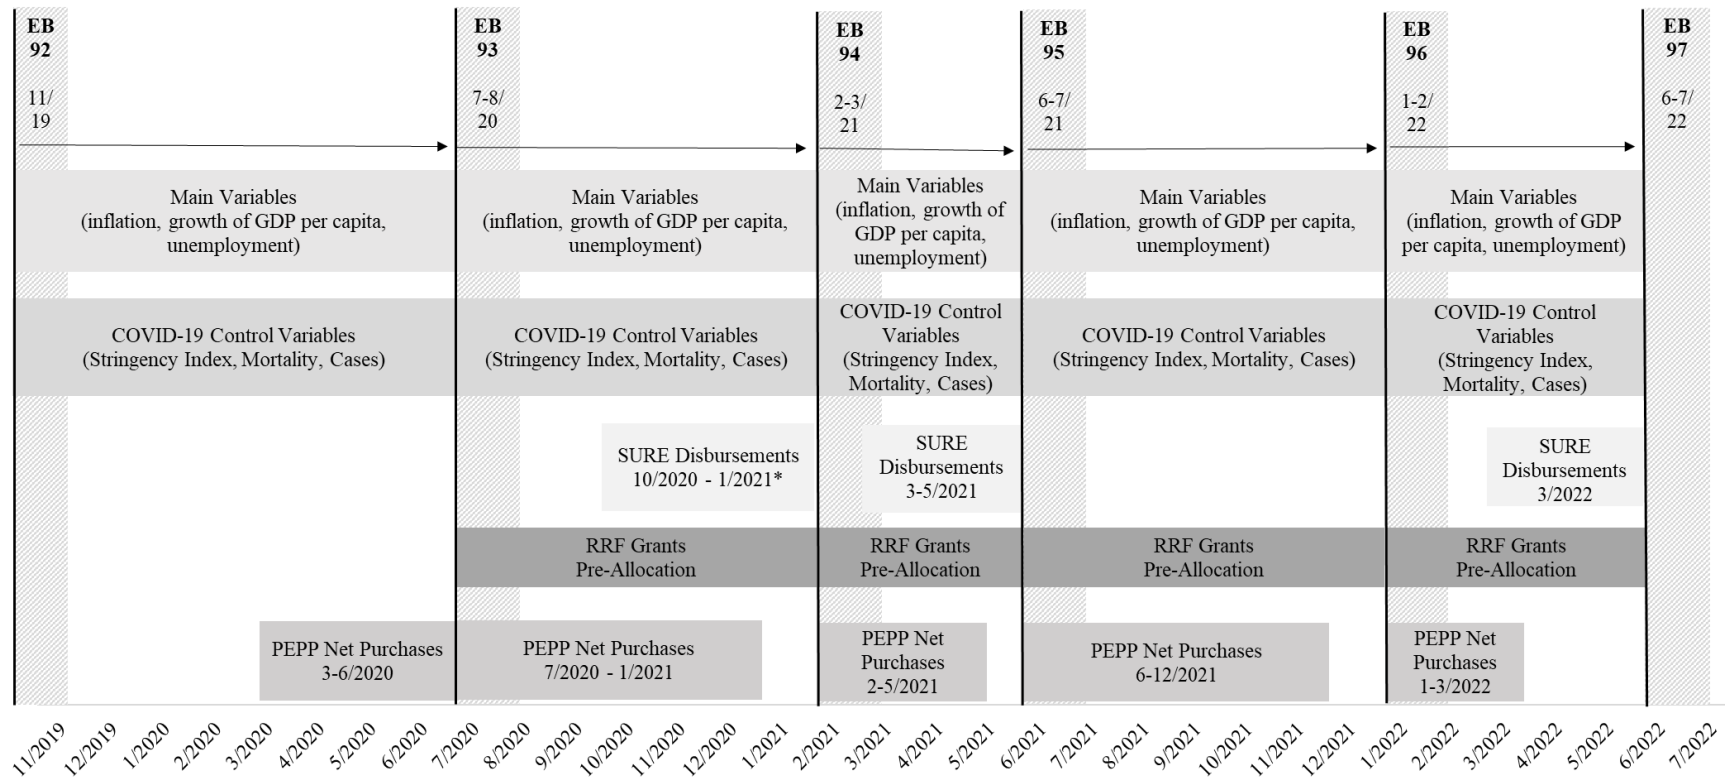 EB
92
11/
19
EB
93
7-8/
20
EB
94
2-3/
21
EB
95
6-7/
21
EB
96
1-2/
22
EB
97
6-7/
22
Main Variables
(inflation, growth of GDP per capita,
unemployment)
Main Variables
(inflation, growth of GDP per capita,
unemployment)
Main Variables
(inflation, growth of
GDP per capita,
unemployment)
Main Variables
(inflation, growth of GDP per capita,
unemployment)
Main Variables
(inflation, growth of GDP
per capita, unemployment)
COVID-19 Control Variables
(Stringency Index, Mortality, Cases)
COVID-19 Control Variables
(Stringency Index, Mortality, Cases)
COVID-19 Control
Variables
(Stringency Index,
Mortality, Cases)
COVID-19 Control Variables
(Stringency Index, Mortality, Cases)
COVID-19 Control
Variables
(Stringency Index,
Mortality, Cases)
SURE Disbursements
10/2020 - 1/2021*
SURE
Disbursements
3-5/2021
SURE
Disbursements
3/2022
RRF Grants
Pre-Allocation
RRF Grants
Pre-Allocation
RRF Grants
Pre-Allocation
RRF Grants
Pre-Allocation
PEPP Net Purchases
3-6/2020
PEPP Net Purchases
7/2020 - 1/2021
PEPP Net
Purchases
2-5/2021
PEPP Net Purchases
6-12/2021
PEPP Net
Purchases
1-3/2022
11/2019
12/2019
1/2020
2/2020
3/2020
4/2020
5/2020
6/2020
7/2020
8/2020
9/2020
10/2020
11/2020
12/2020
1/2021
2/2021
3/2021
4/2021
5/2021
6/2021
7/2021
8/2021
9/2021
10/2021
11/2021
12/2021
1/2022
2/2022
3/2022
4/2022
5/2022
6/2022
7/2022